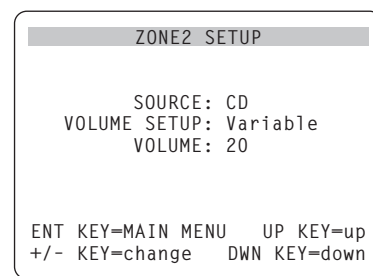 ZONE2 SETUP
SOURCE: CD
VOLUME SETUP: Variable
VOLUME: 20
ENT KEY=MAIN MENU UP KEY=up
+/- KEY=change DWN KEY=down